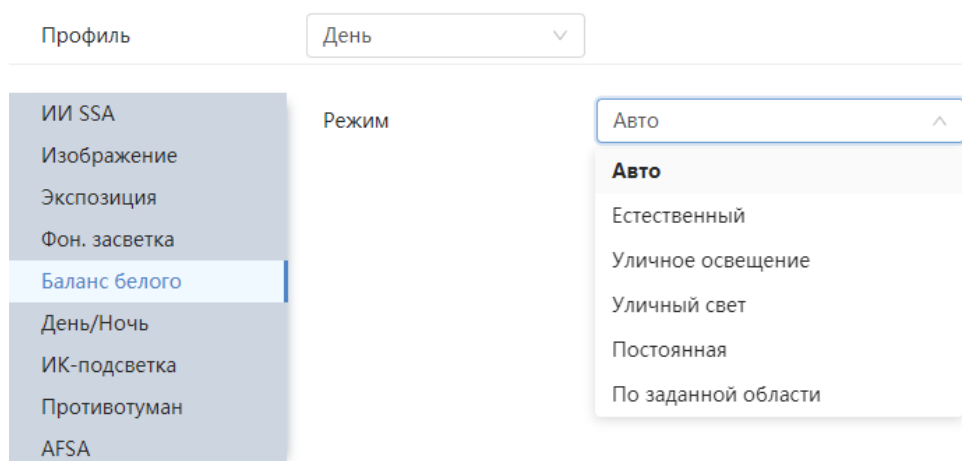 Профиль
День
ИИ SSA
Изображение
Экспозиция
Фон. засветка
Баланс белого
День/Ночь
ИК-подсветка
Противотуман
AFSA
Режим
Авто
Авто
Естественный
Уличное освещение
Уличный свет
Постоянная
По заданной области